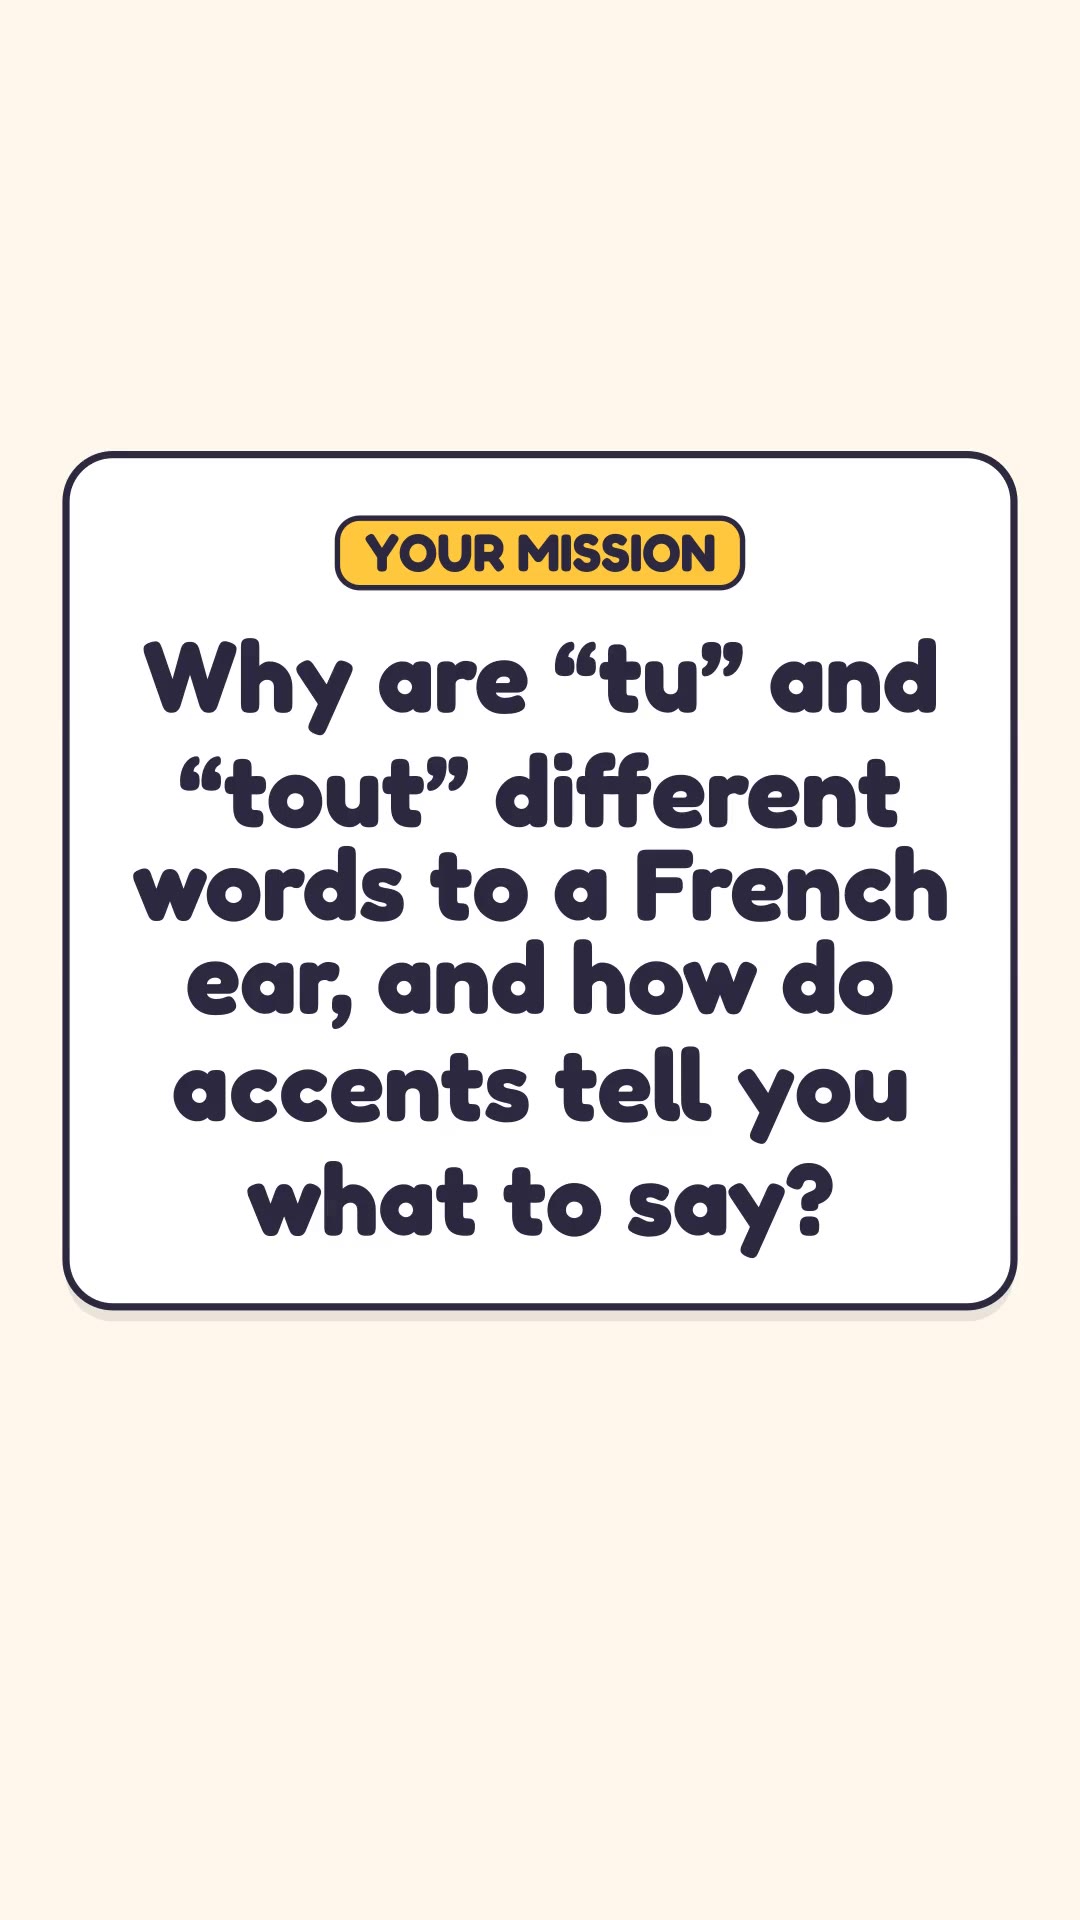 YOUR MISSION
Why are “tu” and
“tout” different
words to a French
ear, and how do
accents tell you
what to say?